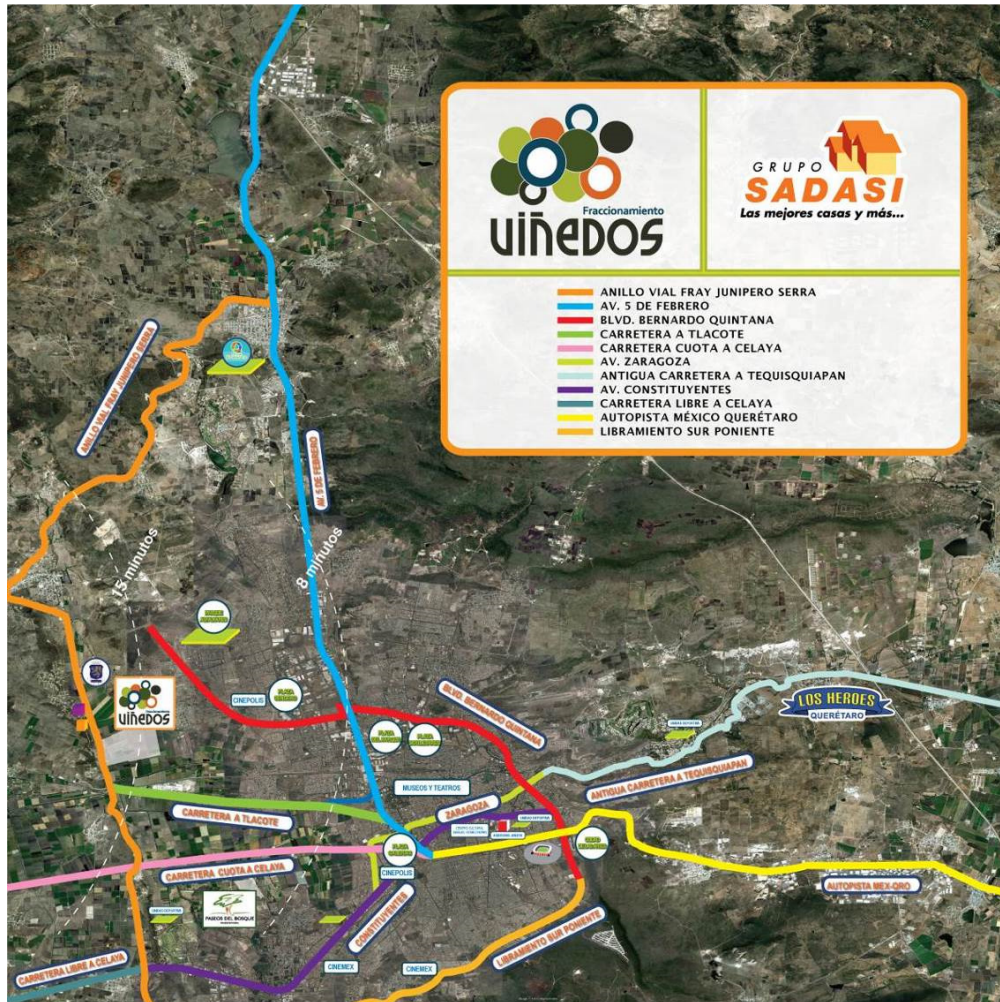 Fraccionamiento
VIÑEDOS
GRUPO
SADASI
Las mejores casas y más...
ANILLO VIAL FRAY JUNIPERO SERRA
AV. 5 DE FEBRERO
BLVD. BERNARDO QUINTANA
CARRETERA A TLACOTE
CARRETERA CUOTA A CELAYA
AV. ZARAGOZA
ANTIGUA CARRETERA A TEQUISQUIAPAN
AV. CONSTITUYENTES
CARRETERA LIBRE A CELAYA
AUTOPISTA MÉXICO QUERÉTARO
LIBRAMIENTO SUR PONIENTE
ANILLO VIAL FRAY JUNIPERO SERRA
AV. 5 DE FEBRERO
15 minutos
8 minutos
CINEPOLIS
BLVD. BERNARDO QUINTANA
VIÑEDOS
LOS HEROES
QUERÉTARO
ANTIGUA CARRETERA A TEQUISQUIAPAN
MUSEOS Y TEATROS
ZARAGOZA
CARRETERA A TLACOTE
CARRETERA CUOTA A CELAYA
CINEPOLIS
AUTOPISTA MEX-QRO
PASEOS DEL BOSQUE
CONSTITUYENTES
LIBRAMIENTO SUR PONIENTE
CARRETERA LIBRE A CELAYA
CINEMEX
CINEMEX